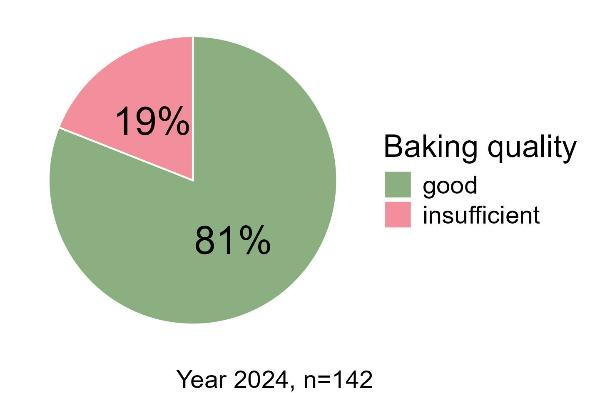 19%
81%
Baking quality
good
insufficient
Year 2024, n=142